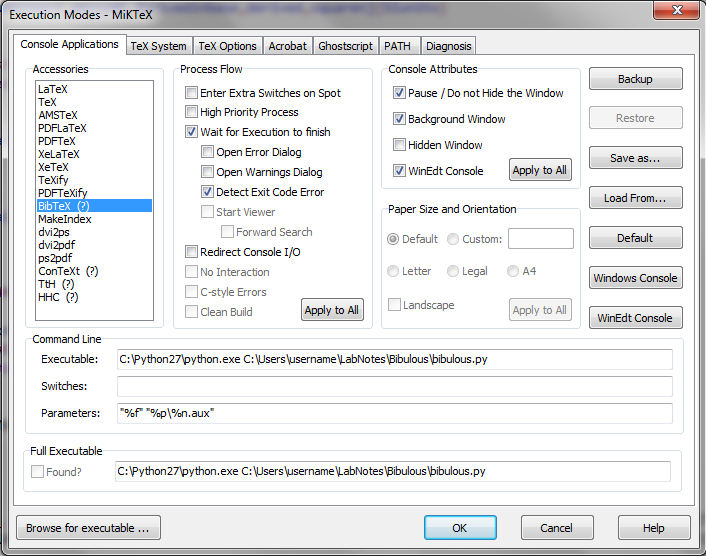 Execution Modes - MiKTeX
Console Applications TeX System TeX Options Acrobat Ghostscript PATH Diagnosis
Accessories
LaTeX
TeX
AMSTeX
PDFLaTeX
PDFTeX
XeLaTeX
XeTeX
TeXify
PDFTeXify
BibTeX (?)
MakeIndex
dvi2ps
dvi2pdf
ps2pdf
ConTeXt (?)
TtH (?)
HHC (?)
Process Flow
Enter Extra Switches on Spot
High Priority Process
Wait for Execution to finish
Open Error Dialog
Open Warnings Dialog
Detect Exit Code Error
Start Viewer
Forward Search
Redirect Console I/O
No Interaction
C-style Errors
Clean Build
Apply to All
Console Attributes
Pause / Do not Hide the Window
Background Window
Hidden Window
WinEdt Console
Apply to All
Paper Size and Orientation
Default Custom:
Letter Legal A4
Landscape
Apply to All
Backup
Restore
Save as...
Load From...
Default
Windows Console
WinEdt Console
Command Line
Executable: C:\Python27\python.exe C:\Users\username\LabNotes\Bibulous\bibulous.py
Switches:
Parameters: "%f" "%p\%n.aux"
Full Executable
Found? C:\Python27\python.exe C:\Users\username\LabNotes\Bibulous\bibulous.py
Browse for executable ...
OK
Cancel
Help